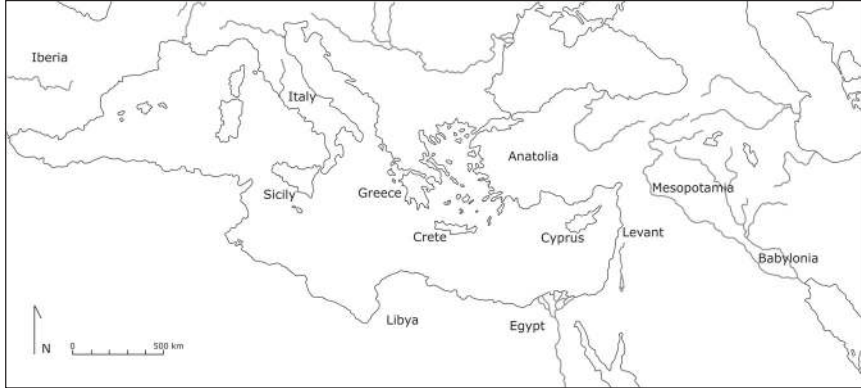 Iberia
Italy
Anatolia
Mesopotamia
Sicily
Greece
Crete
Cyprus
Levant
Babylonia
Libya
Egypt
N
0
500 km